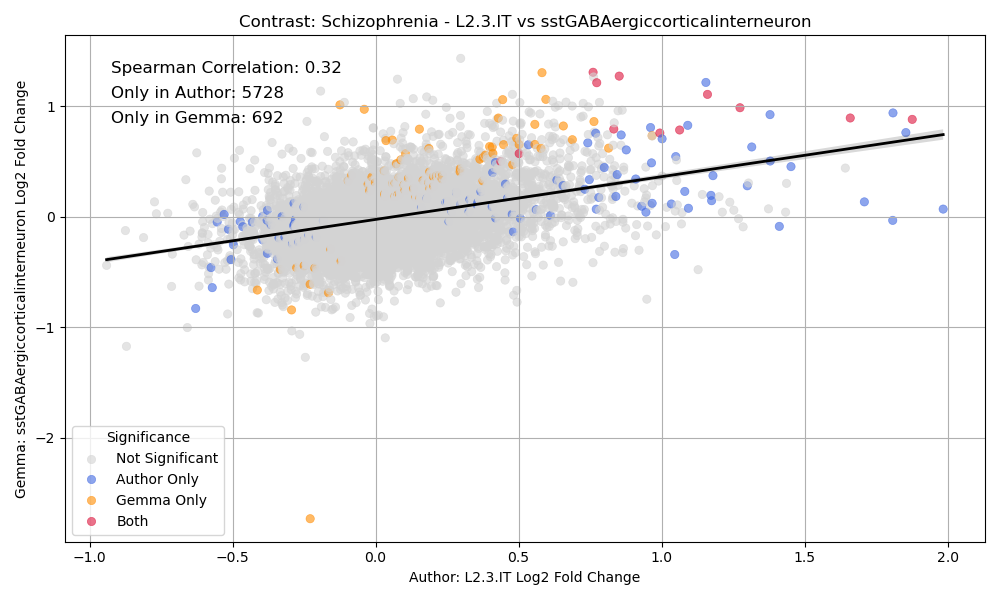 Contrast: Schizophrenia - L2.3.IT vs sstGABAergiccorticalinterneuron
Spearman Correlation: 0.32
Only in Author: 5728
Only in Gemma: 692
Gemma: sstGABAergiccorticalinterneuron Log2 Fold Change
1
0
−1
−2
Significance
Not Significant
Author Only
Gemma Only
Both
−1.0
−0.5
0.0
0.5
1.0
1.5
2.0
Author: L2.3.IT Log2 Fold Change